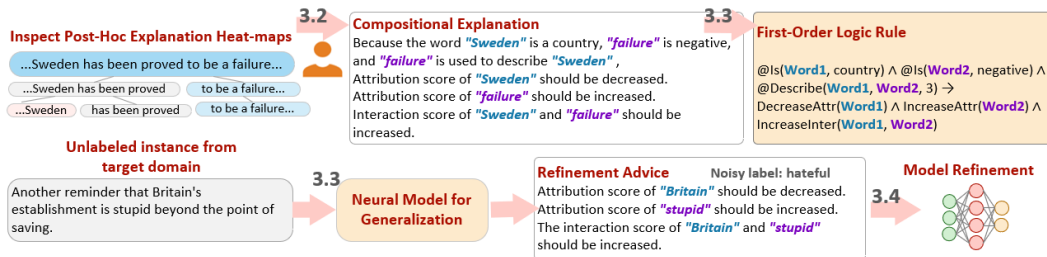 3.2
3.3
Inspect Post-Hoc Explanation Heat-maps
...Sweden has been proved to be a failure...
...Sweden has been proved
to be a failure...
...Sweden
has been proved
to be a failure...
Compositional Explanation
Because the word "Sweden" is a country, "failure" is negative,
and "failure" is used to describe "Sweden" ,
Attribution score of "Sweden" should be decreased.
Attribution score of "failure" should be increased.
Interaction score of "Sweden" and "failure" should be
increased.
First-Order Logic Rule
@Is(Word1, country) ∧ @Is(Word2, negative) ∧
@Describe(Word1, Word2, 3) →
DecreaseAttr(Word1) ∧ IncreaseAttr(Word2) ∧
IncreaseInter(Word1, Word2)
Unlabeled instance from
target domain
Another reminder that Britain's
establishment is stupid beyond the point of
saving.
3.3
Neural Model for
Generalization
Refinement Advice
Noisy label: hateful
Attribution score of "Britain" should be decreased.
Attribution score of "stupid" should be increased.
The interaction score of "Britain" and "stupid"
should be increased.
3.4
Model Refinement